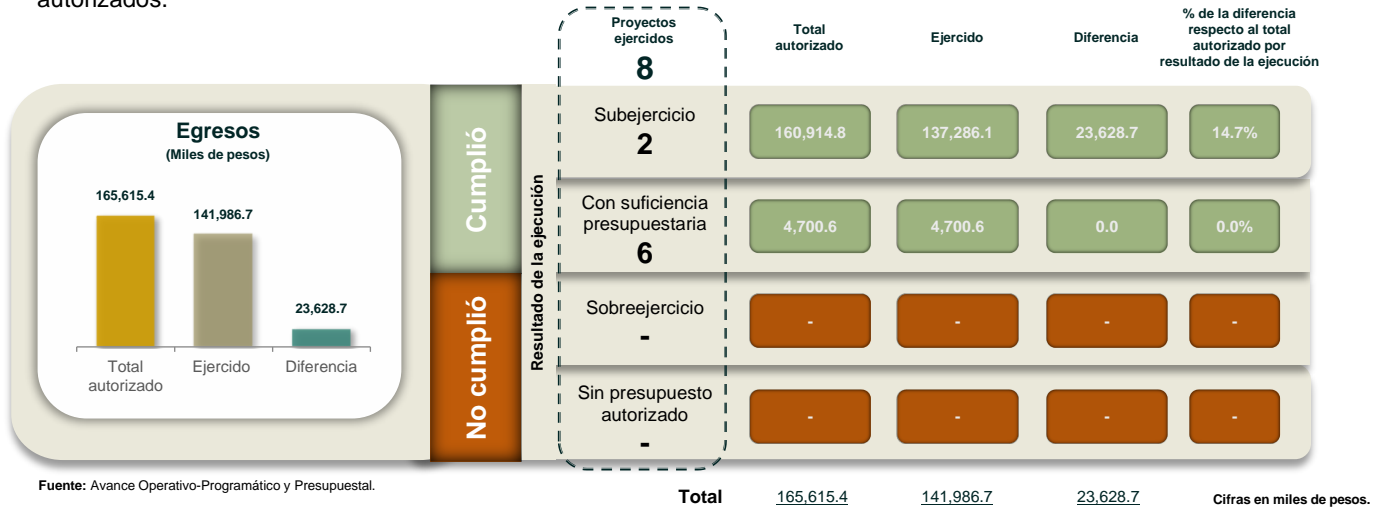 autorizados.
Proyectos
ejercidos
8
Total
autorizado
Ejercido
Diferencia
% de la diferencia
respecto al total
autorizado por
resultado de la ejecución
Egresos
(Miles de pesos)
165,615.4
141,986.7
23,628.7
Total
autorizado
Ejercido
Diferencia
Cumplió
No cumplió
Resultado de la ejecución
Subejercicio
2
160,914.8
137,286.1
23,628.7
14.7%
Con suficiencia
presupuestaria
6
4,700.6
4,700.6
0.0
0.0%
Sobreejercicio
-
-
-
-
-
Sin presupuesto
autorizado
-
-
-
-
-
Fuente: Avance Operativo-Programático y Presupuestal.
Total
165,615.4
141,986.7
23,628.7
Cifras en miles de pesos.